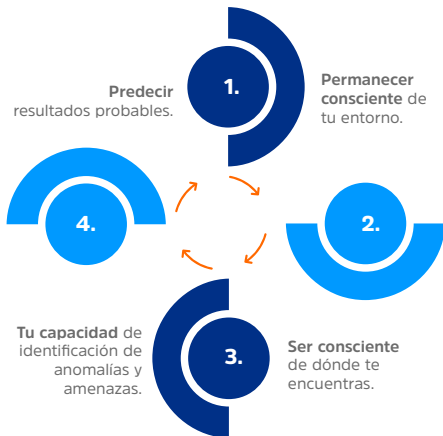 1.
Permanecer
consciente de
tu entorno.
2.
Ser consciente
de dónde te
encuentras.
3.
Tu capacidad de
identificación de
anomalías y
amenazas.
4.
Predecir
resultados probables.